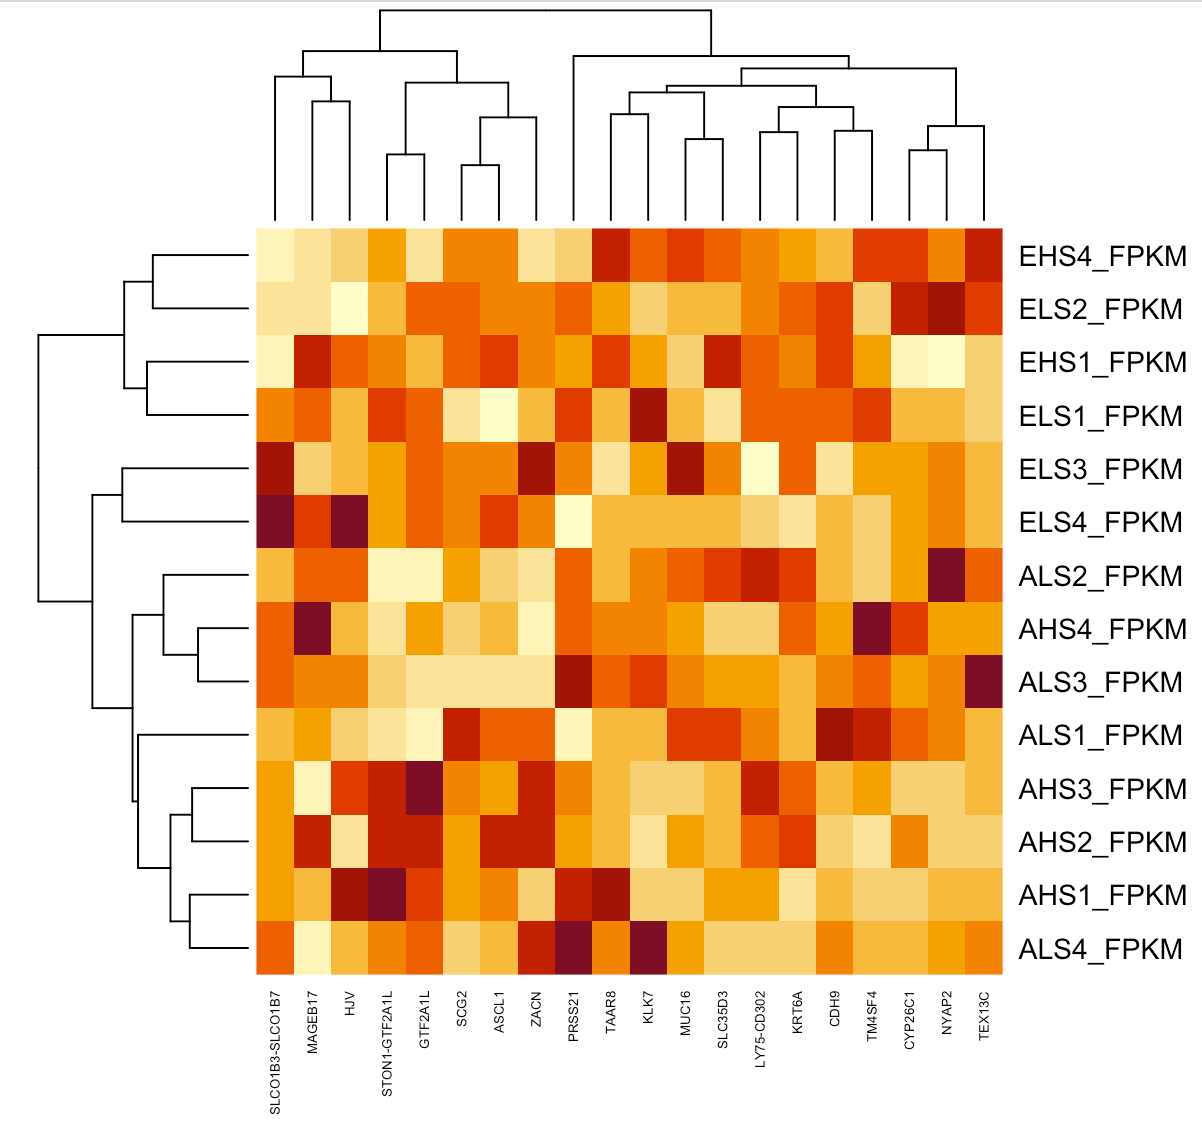 EHS4_FPKM
ELS2_FPKM
EHS1_FPKM
ELS1_FPKM
ELS3_FPKM
ELS4_FPKM
ALS2_FPKM
AHS4_FPKM
ALS3_FPKM
ALS1_FPKM
AHS3_FPKM
AHS2_FPKM
AHS1_FPKM
ALS4_FPKM
SLCO1B3-SLCO1B7
MAGEB17
HJV
STON1-GTF2A1L
GTF2A1L
SCG2
ASCL1
ZACN
PRSS21
TAAR8
KLK7
MUC16
SLC35D3
LY75-CD302
KRT6A
CDH9
TM4SF4
CYP26C1
NYAP2
TEX13C